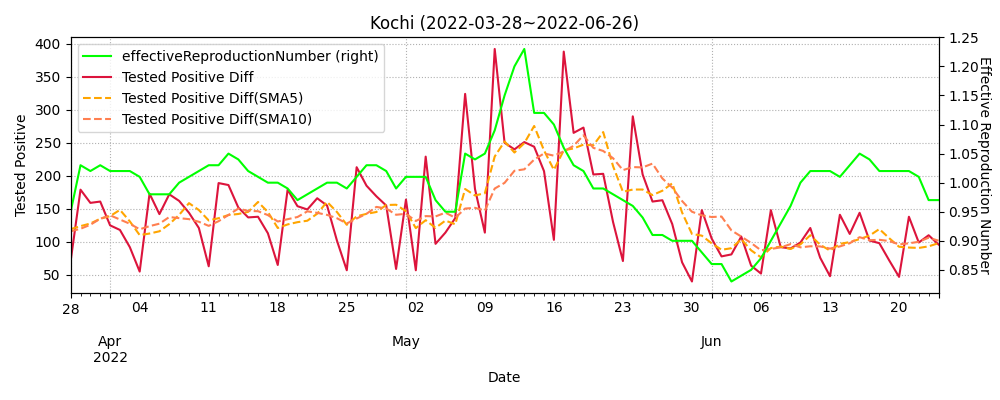 Kochi (2022-03-28~2022-06-26)
effectiveReproductionNumber (right)
Tested Positive Diff
Tested Positive Diff(SMA5)
Tested Positive Diff(SMA10)
Tested Positive
400
350
300
250
200
150
100
50
1.25
1.20
1.15
1.10
1.05
1.00
0.95
0.90
0.85
Effective Reproduction Number
28 04 11 18 25 02 09 16 23 30 06 13 20
Apr May Jun
2022
Date